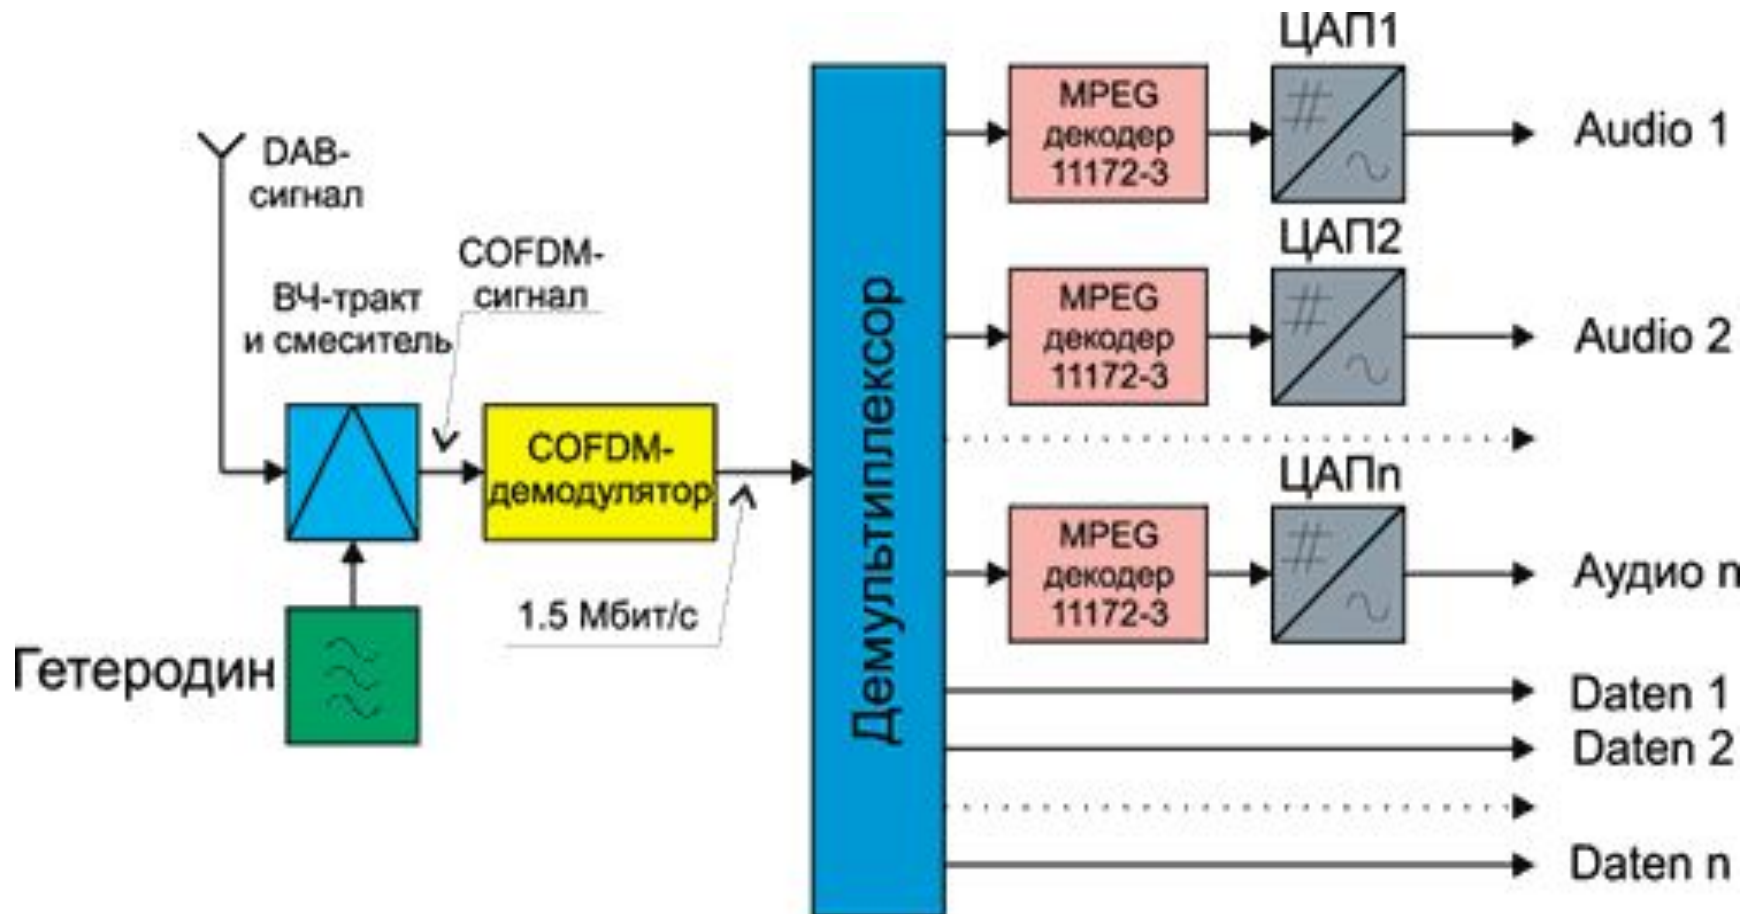 DAB-
сигнал
ВЧ-тракт
и смеситель
COFDM-
сигнал
COFDM-
демодулятор
1.5 Мбит/с
Гетеродин
Демультиплексор
ЦАП1
MPEG
декодер
11172-3
Audio 1
ЦАП2
MPEG
декодер
11172-3
Audio 2
ЦАПn
MPEG
декодер
11172-3
Аудио n
Daten 1
Daten 2
Daten n